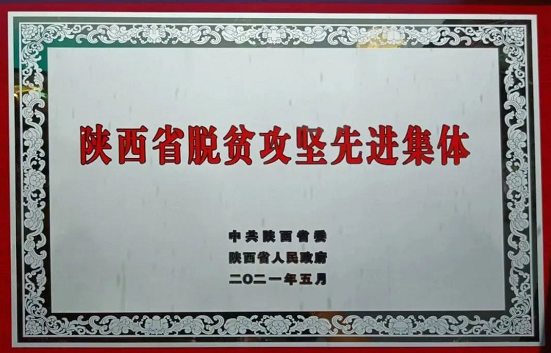 陕西省脱贫攻坚先进集体
中共陕西省委
陕西省人民政府
二〇二一年五月